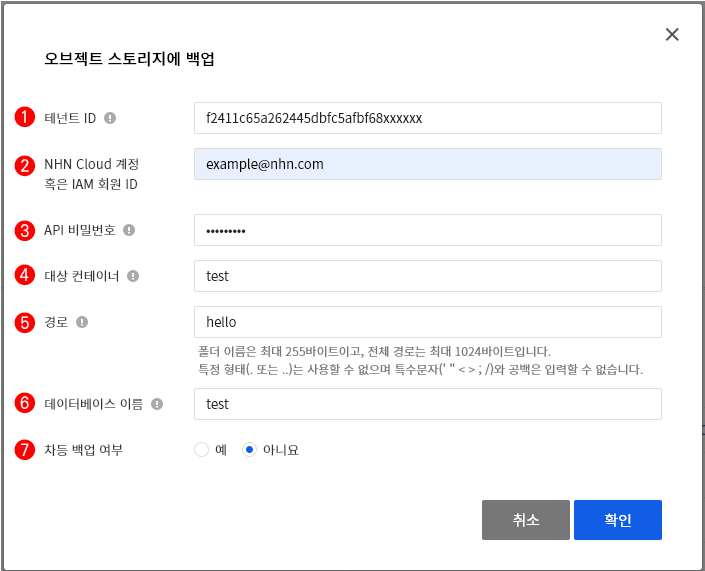 오브젝트 스토리지에 백업
1 테넌트 ID f2411c65a262445dbfc5afbf68xxxxxx
2 NHN Cloud 계정 example@nhn.com
혹은 IAM 회원 ID
3 API 비밀번호 •••••••••
4 대상 컨테이너 test
5 경로 hello
폴더 이름은 최대 255바이트이고, 전체 경로는 최대 1024바이트입니다.
특정 형태(. 또는 ..)는 사용할 수 없으며 특수문자(' " < > ; /)와 공백은 입력할 수 없습니다.
6 데이터베이스 이름 test
7 차등 백업 여부 예 아니요
취소 확인